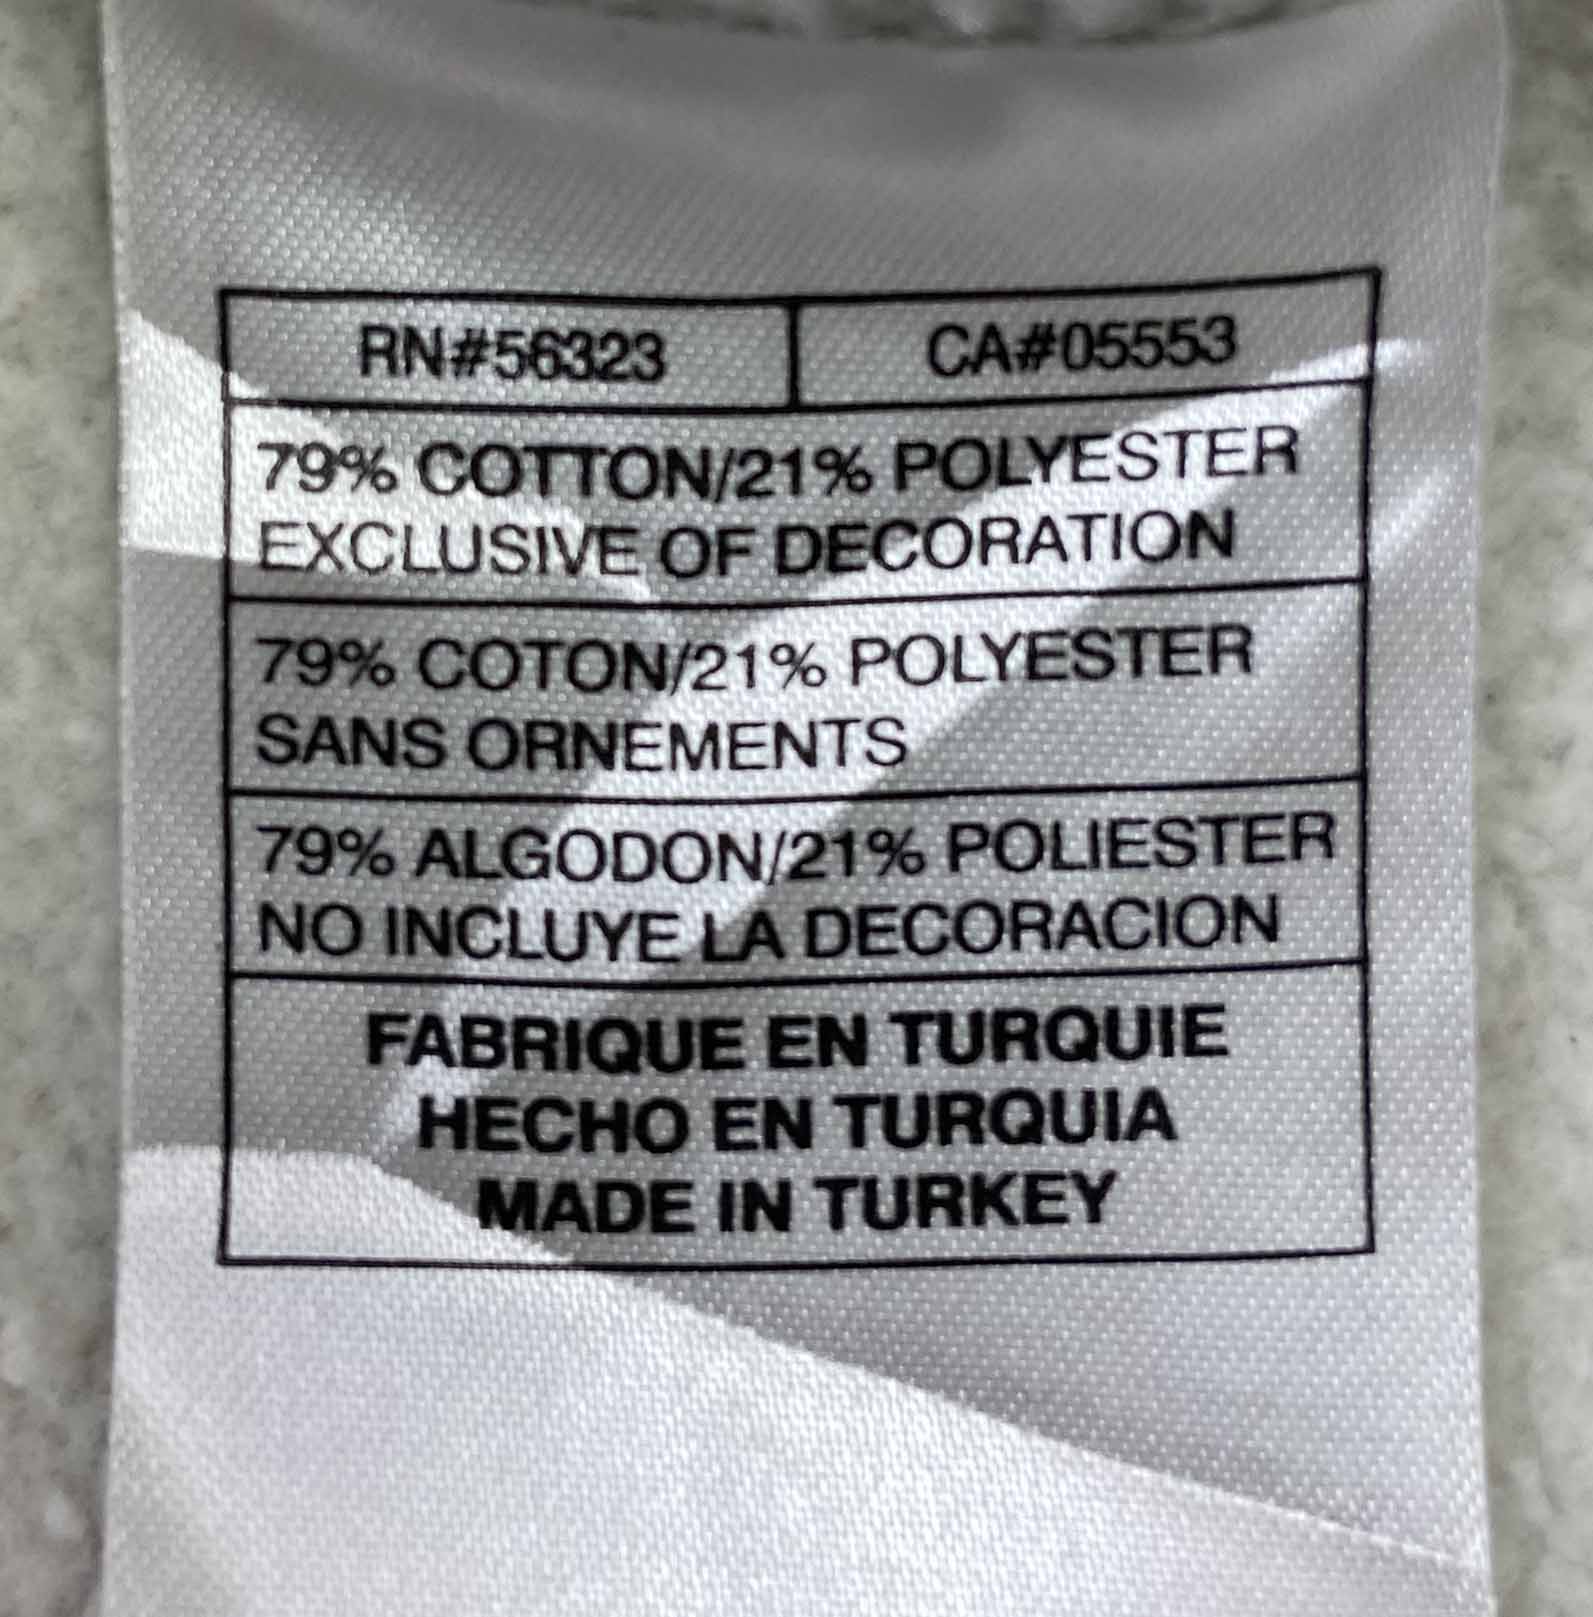 RN#56323 CA#05553
79% COTTON/21% POLYESTER
EXCLUSIVE OF DECORATION
79% COTON/21% POLYESTER
SANS ORNEMENTS
79% ALGODON/21% POLIESTER
NO INCLUYE LA DECORACION
FABRIQUE EN TURQUIE
HECHO EN TURQUIA
MADE IN TURKEY